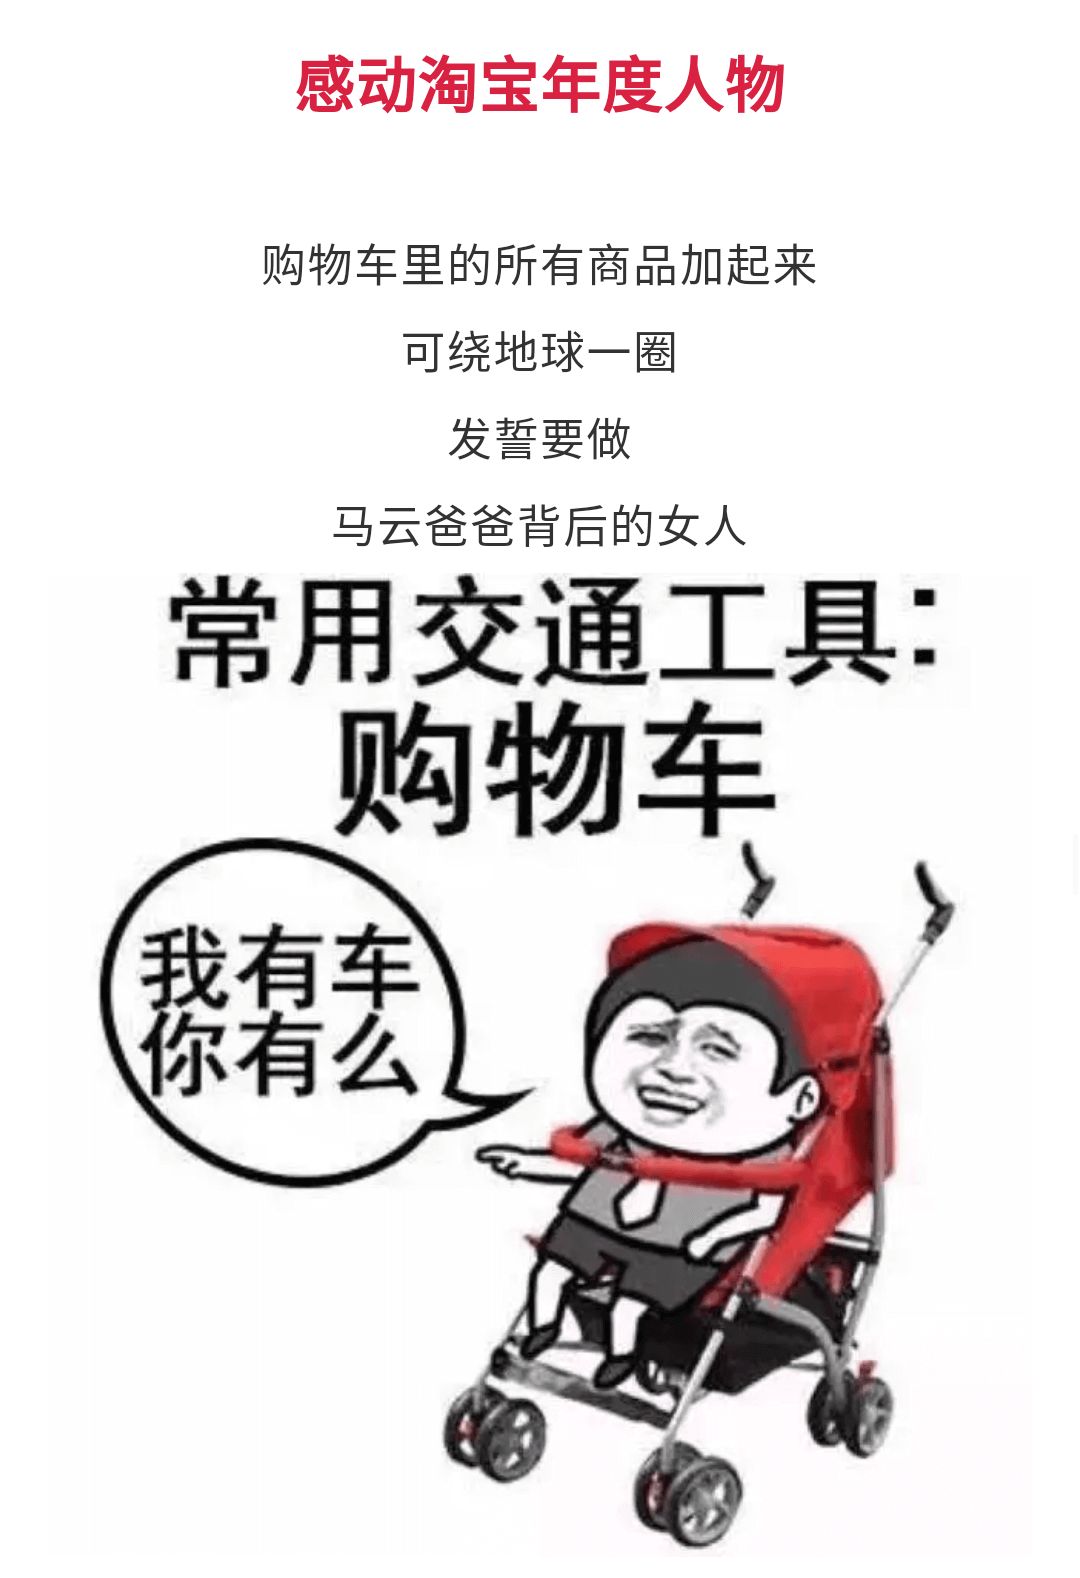 感动淘宝年度人物
购物车里的所有商品加起来
可绕地球一圈
发誓要做
马云爸爸背后的女人
常用交通工具:
购物车
我有车
你有么